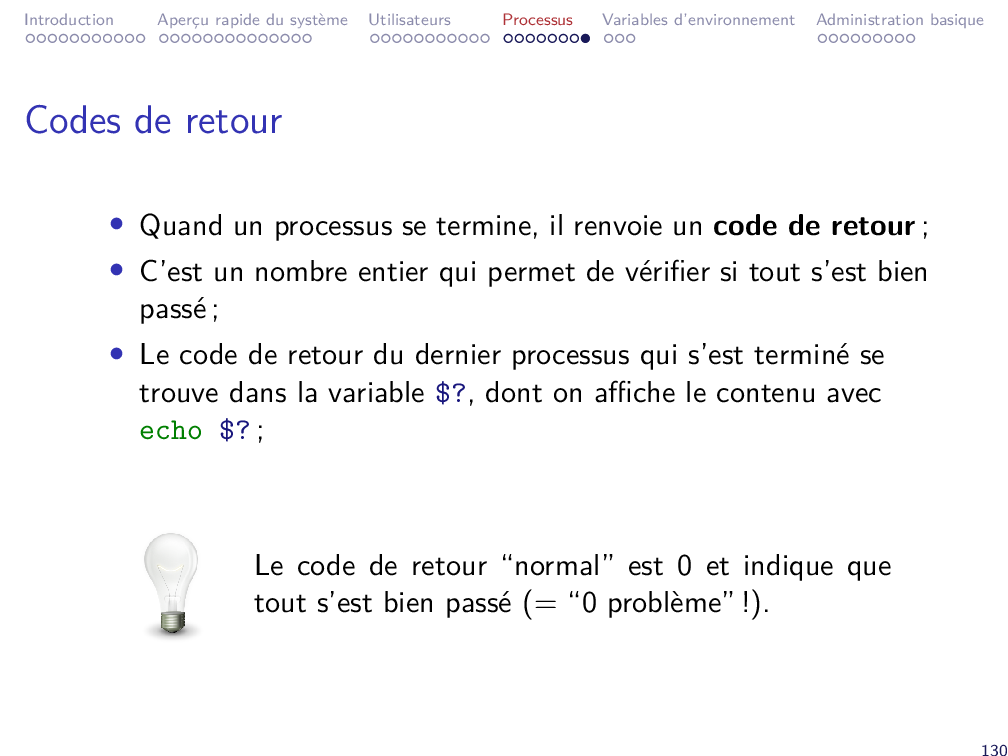 Introduction Aperçu rapide du système Utilisateurs Processus Variables d'environnement Administration basique
Codes de retour
• Quand un processus se termine, il renvoie un code de retour ;
• C'est un nombre entier qui permet de vérifier si tout s'est bien
passé ;
• Le code de retour du dernier processus qui s'est terminé se
trouve dans la variable $?, dont on affiche le contenu avec
echo $? ;
Le code de retour “normal” est 0 et indique que
tout s'est bien passé (= “0 problème” !).
130